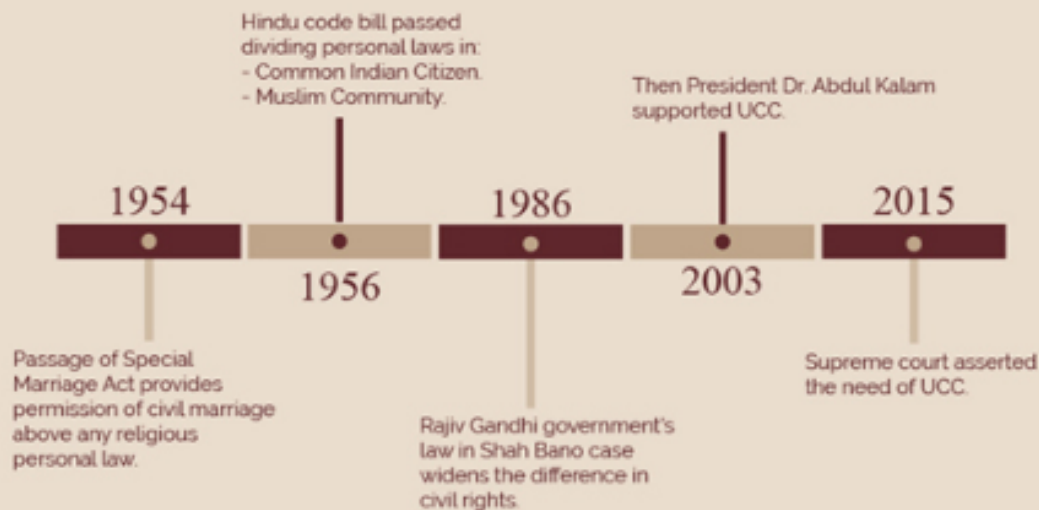 Hindu code bill passed
dividing personal laws in:
- Common Indian Citizen.
- Muslim Community.
Then President Dr. Abdul Kalam
supported UCC.
1954
1956
1986
2003
2015
Passage of Special
Marriage Act provides
permission of civil marriage
above any religious
personal law.
Rajiv Gandhi government's
law in Shah Bano case
widens the difference in
civil rights.
Supreme court asserted
the need of UCC.